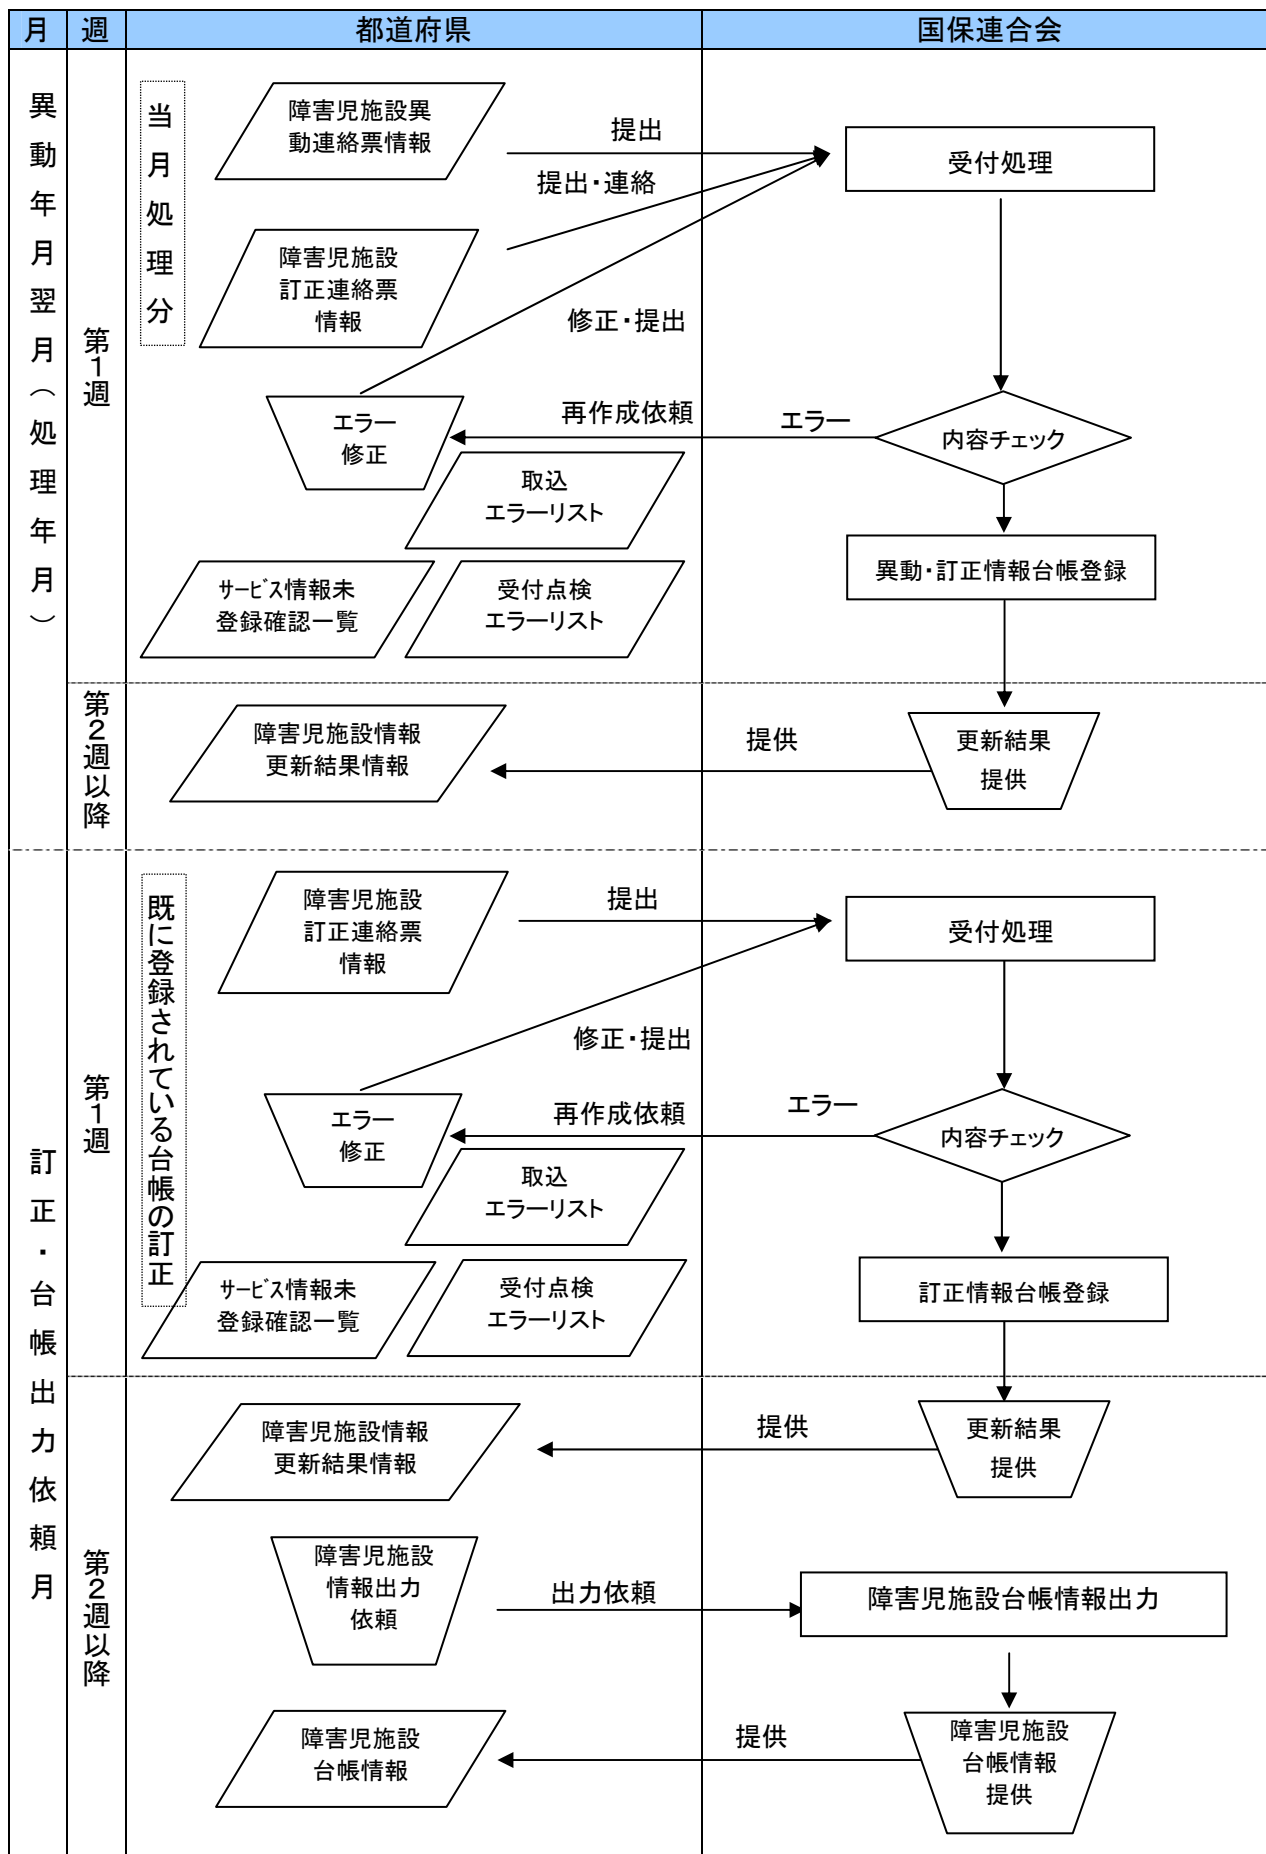 月
週
都道府県
国保連合会
異動年月翌月（処理年月）
第1週
当月処理分
障害児施設異
動連絡票情報
提出
受付処理
提出・連絡
障害児施設
訂正連絡票
情報
修正・提出
エラー
修正
再作成依頼
エラー
内容チェック
取込
エラーリスト
異動・訂正情報台帳登録
ｻｰﾋﾞｽ情報未
登録確認一覧
受付点検
エラーリスト
第2週以降
障害児施設情報
更新結果情報
提供
更新結果
提供
訂正・台帳出力依頼月
第1週
既に登録されている台帳の訂正
障害児施設
訂正連絡票
情報
提出
受付処理
修正・提出
エラー
修正
再作成依頼
エラー
内容チェック
取込
エラーリスト
訂正情報台帳登録
ｻｰﾋﾞｽ情報未
登録確認一覧
受付点検
エラーリスト
第2週以降
障害児施設情報
更新結果情報
提供
更新結果
提供
障害児施設
情報出力
依頼
出力依頼
障害児施設台帳情報出力
障害児施設
台帳情報
提供
障害児施設
台帳情報
提供